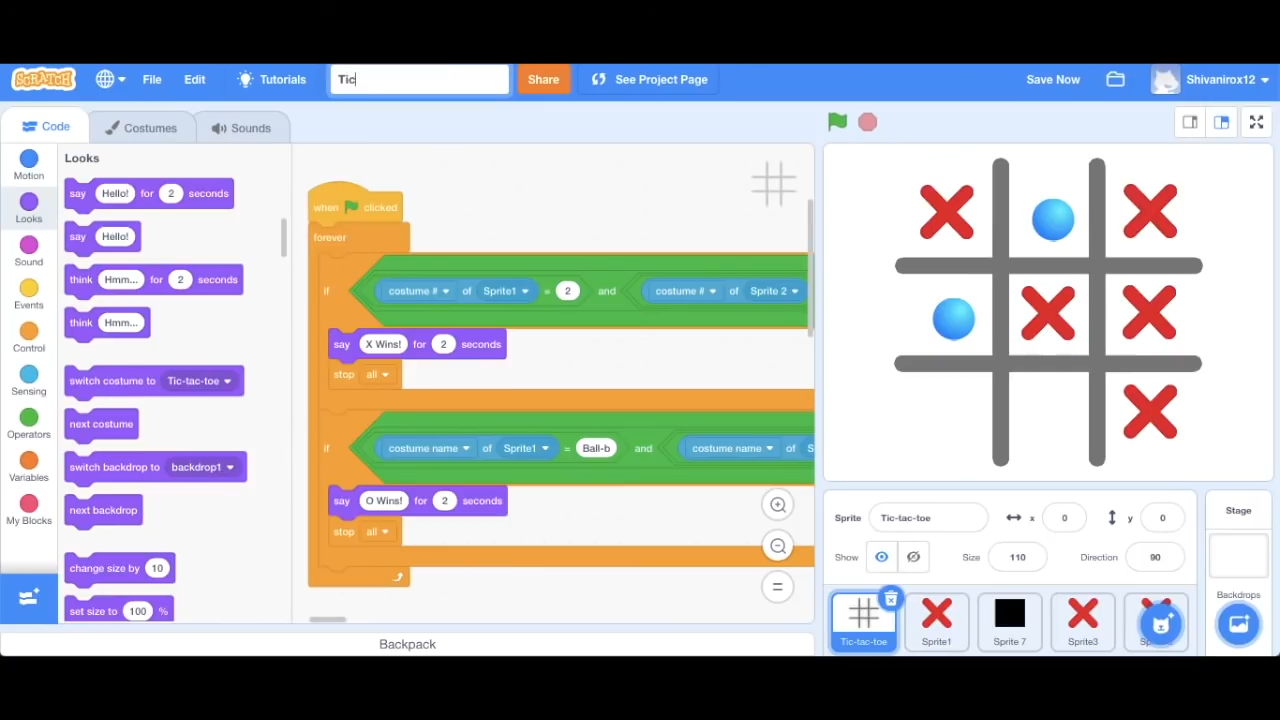 SCRATCH File Edit Tutorials Tic Share See Project Page Save Now Shivanirox12
Code Costumes Sounds
Motion
Looks
Sound
Events
Control
Sensing
Operators
Variables
My Blocks
Looks
say Hello! for 2 seconds
say Hello!
think Hmm... for 2 seconds
think Hmm...
switch costume to Tic-tac-toe
next costume
switch backdrop to backdrop1
next backdrop
change size by 10
set size to 100 %
when clicked
forever
if costume # of Sprite1 = 2 and costume # of Sprite 2
say X Wins! for 2 seconds
stop all
if costume name of Sprite1 = Ball-b and costume name of S
say O Wins! for 2 seconds
stop all
Backpack
Sprite Tic-tac-toe x 0 y 0
Show Size 110 Direction 90
Tic-tac-toe Sprite1 Sprite 7 Sprite3
Stage
Backdrops